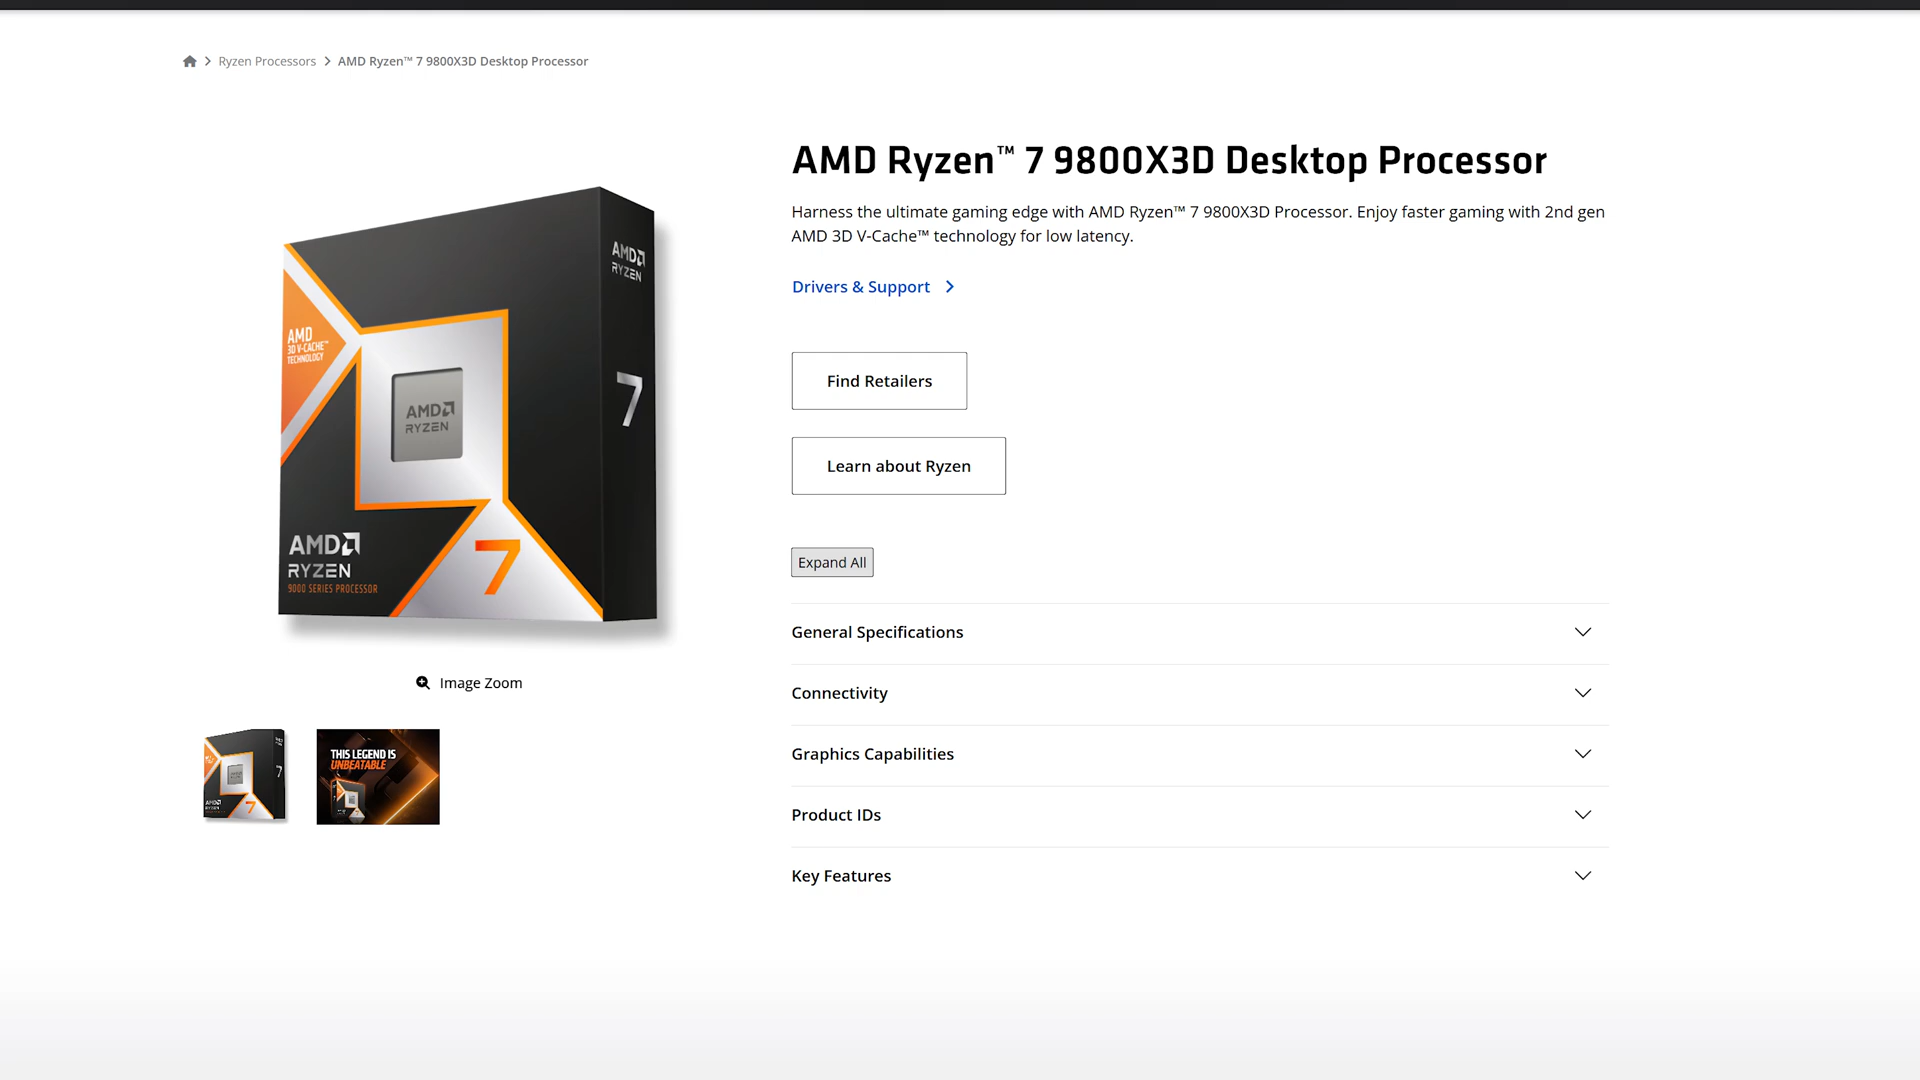 Ryzen Processors
AMD Ryzen™ 7 9800X3D Desktop Processor
AMD Ryzen™ 7 9800X3D Desktop Processor
Harness the ultimate gaming edge with AMD Ryzen™ 7 9800X3D Processor. Enjoy faster gaming with 2nd gen
AMD 3D V-Cache™ technology for low latency.
Drivers & Support
Find Retailers
Learn about Ryzen
Expand All
General Specifications
Connectivity
Graphics Capabilities
Product IDs
Key Features
AMD
RYZEN
AMD
3D V-CACHE™
TECHNOLOGY
AMD
RYZEN
7
AMD
RYZEN
9000 SERIES PROCESSOR
7
Image Zoom
7
7
THIS LEGEND IS
UNBEATABLE